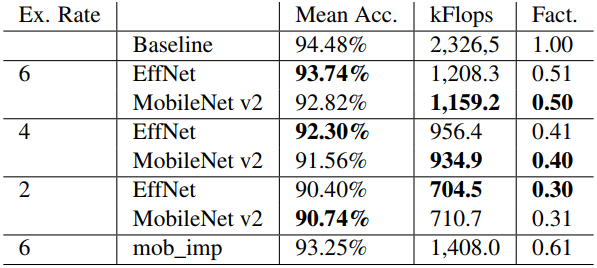 Ex. Rate Mean Acc. kFlops Fact.
Baseline 94.48% 2,326,5 1.00
6 EffNet 93.74% 1,208.3 0.51
MobileNet v2 92.82% 1,159.2 0.50
4 EffNet 92.30% 956.4 0.41
MobileNet v2 91.56% 934.9 0.40
2 EffNet 90.40% 704.5 0.30
MobileNet v2 90.74% 710.7 0.31
6 mob_imp 93.25% 1,408.0 0.61